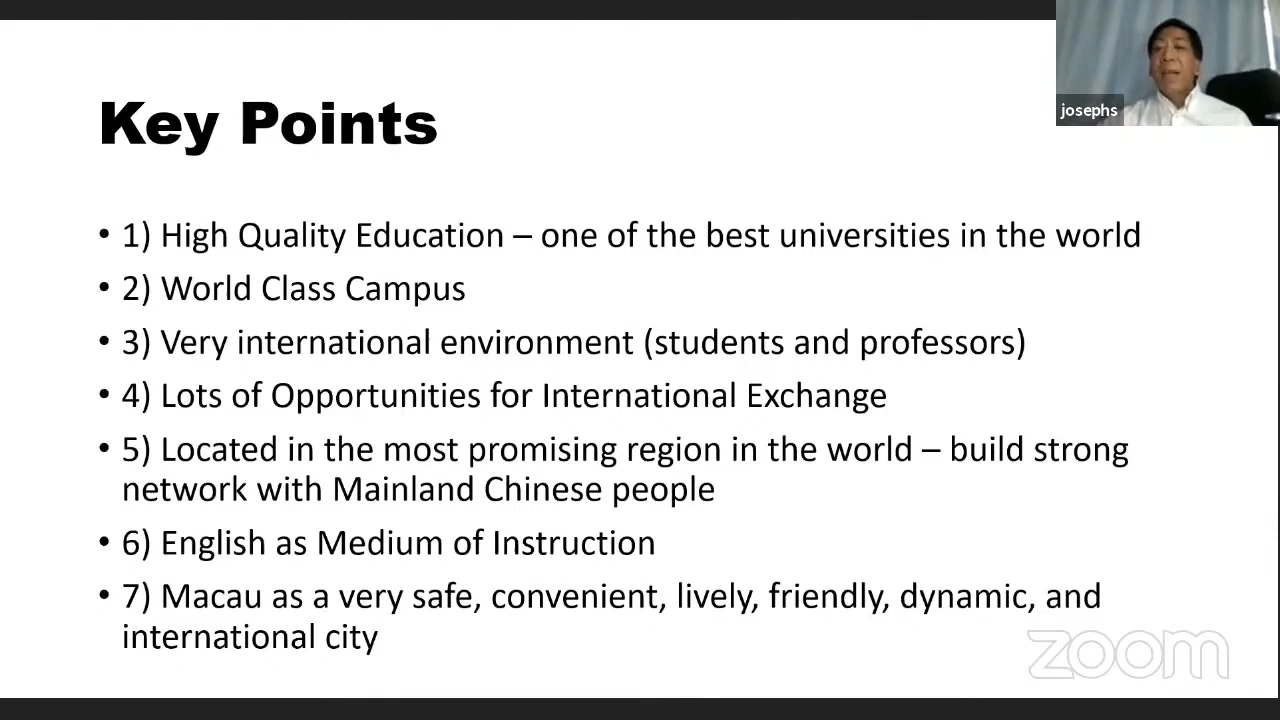 josephs
Key Points
• 1) High Quality Education – one of the best universities in the world
• 2) World Class Campus
• 3) Very international environment (students and professors)
• 4) Lots of Opportunities for International Exchange
• 5) Located in the most promising region in the world – build strong
network with Mainland Chinese people
• 6) English as Medium of Instruction
• 7) Macau as a very safe, convenient, lively, friendly, dynamic, and
international city
zoom